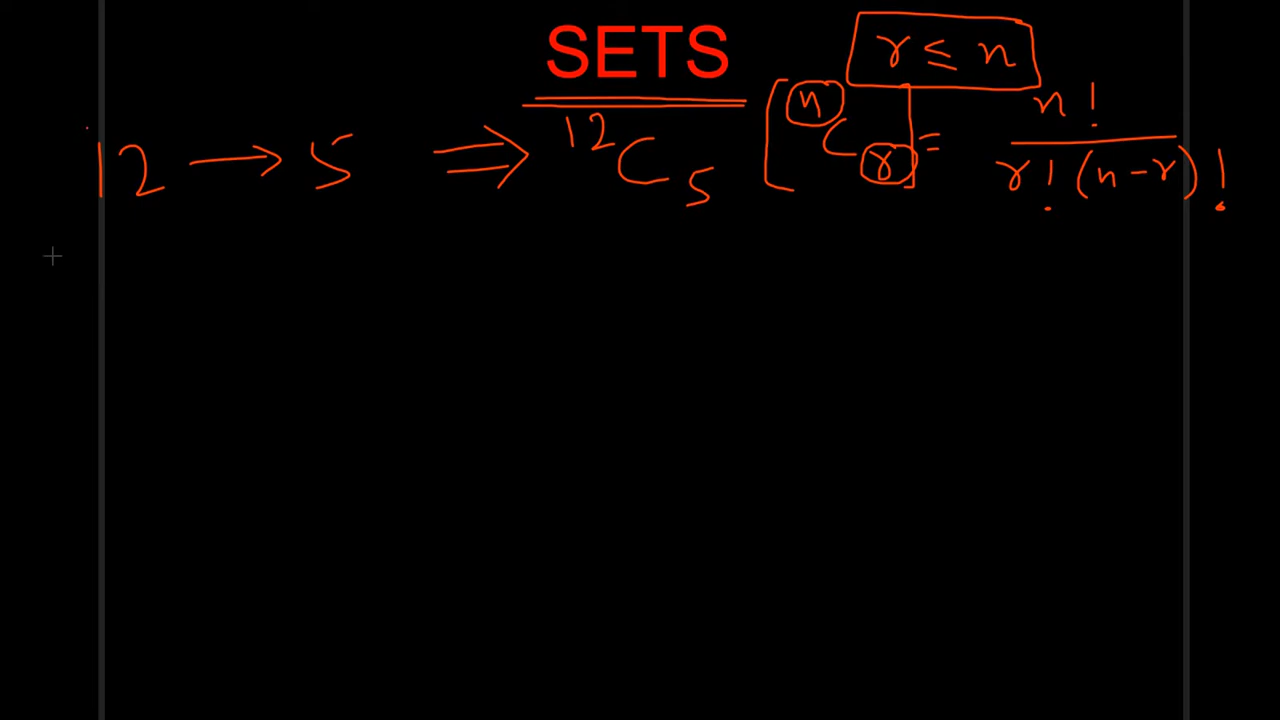 SETS
r ≤ n
12 → 5 ⇒ ¹²C₅ [ⁿCᵣ] = n! / r!(n-r)!